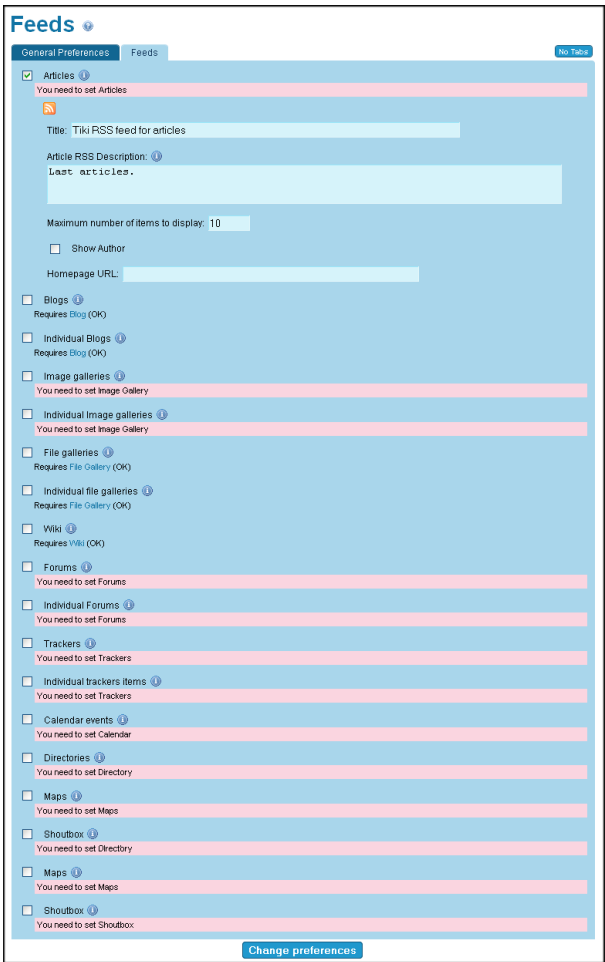 Feeds
General Preferences Feeds No Tabs
Articles
You need to set Articles
Title: Tiki RSS feed for articles
Article RSS Description:
Last articles.
Maximum number of items to display: 10
Show Author
Homepage URL:
Blogs
Requires Blog (OK)
Individual Blogs
Requires Blog (OK)
Image galleries
You need to set Image Gallery
Individual Image galleries
You need to set Image Gallery
File galleries
Requires File Gallery (OK)
Individual file galleries
Requires File Gallery (OK)
Wiki
Requires Wiki (OK)
Forums
You need to set Forums
Individual Forums
You need to set Forums
Trackers
You need to set Trackers
Individual trackers items
You need to set Trackers
Calendar events
You need to set Calendar
Directories
You need to set Directory
Maps
You need to set Maps
Shoutbox
You need to set Directory
Maps
You need to set Maps
Shoutbox
You need to set Shoutbox
Change preferences